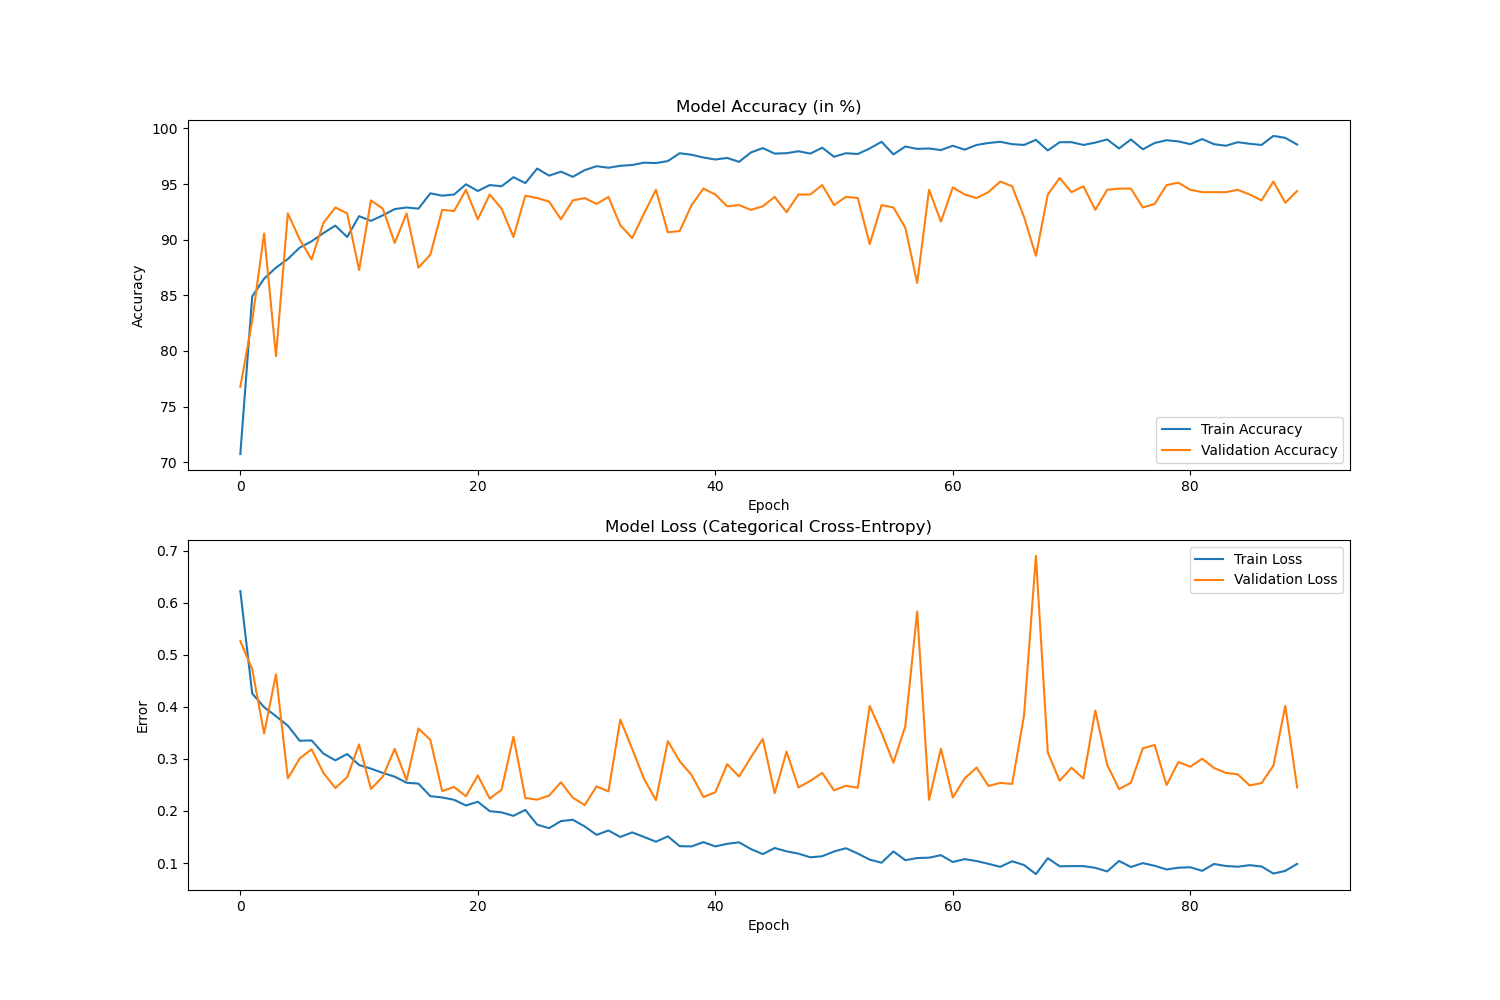 Model Accuracy (in %)
100
95
90
85
80
75
70
Accuracy
Train Accuracy
Validation Accuracy
0 20 40 60 80
Epoch
Model Loss (Categorical Cross-Entropy)
0.7
0.6
0.5
0.4
0.3
0.2
0.1
Error
Train Loss
Validation Loss
0 20 40 60 80
Epoch